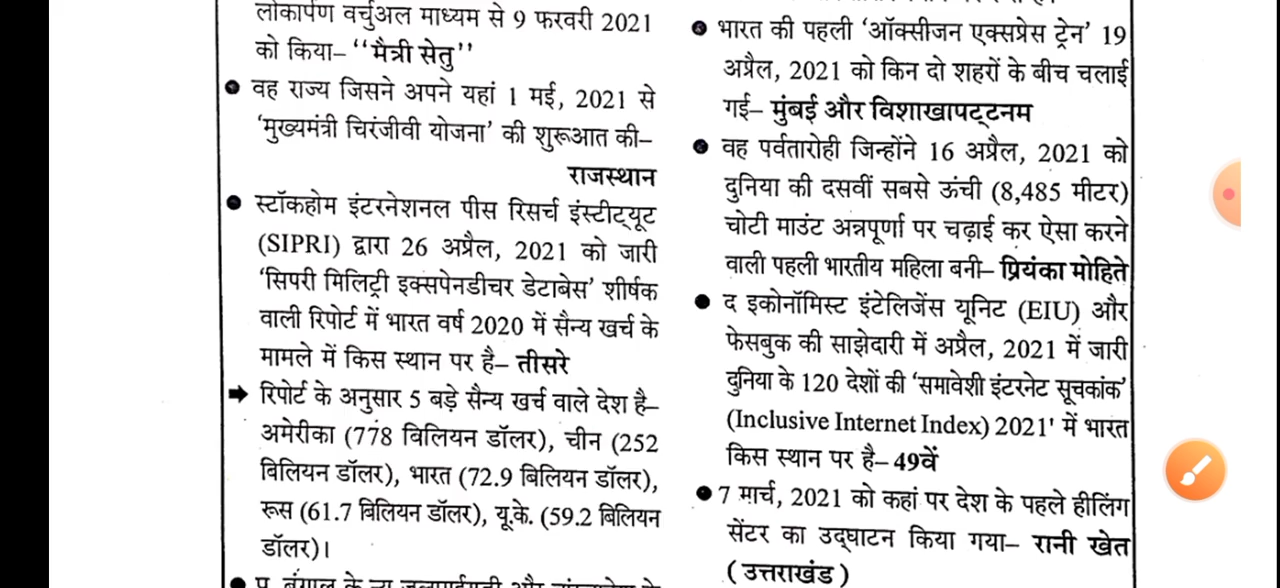 लोकार्पण वर्चुअल माध्यम से 9 फरवरी 2021
को किया– ‘‘मैत्री सेतु’’
● वह राज्य जिसने अपने यहां 1 मई, 2021 से
‘मुख्यमंत्री चिरंजीवी योजना’ की शुरूआत की–
राजस्थान
● स्टॉकहोम इंटरनेशनल पीस रिसर्च इंस्टीट्यूट
(SIPRI) द्वारा 26 अप्रैल, 2021 को जारी
‘सिपरी मिलिट्री इक्सपेनडीचर डेटाबेस’ शीर्षक
वाली रिपोर्ट में भारत वर्ष 2020 में सैन्य खर्च के
मामले में किस स्थान पर है– तीसरे
➡ रिपोर्ट के अनुसार 5 बड़े सैन्य खर्च वाले देश है–
अमेरीका (778 बिलियन डॉलर), चीन (252
बिलियन डॉलर), भारत (72.9 बिलियन डॉलर),
रूस (61.7 बिलियन डॉलर), यू.के. (59.2 बिलियन
डॉलर)।
● भारत की पहली ‘ऑक्सीजन एक्सप्रेस ट्रेन’ 19
अप्रैल, 2021 को किन दो शहरों के बीच चलाई
गई– मुंबई और विशाखापट्टनम
● वह पर्वतारोही जिन्होंने 16 अप्रैल, 2021 को
दुनिया की दसवीं सबसे ऊंची (8,485 मीटर)
चोटी माउंट अन्नपूर्णा पर चढ़ाई कर ऐसा करने
वाली पहली भारतीय महिला बनी– प्रियंका मोहिते
● द इकोनॉमिस्ट इंटेलिजेंस यूनिट (EIU) और
फेसबुक की साझेदारी में अप्रैल, 2021 में जारी
दुनिया के 120 देशों की ‘समावेशी इंटरनेट सूचकांक’
(Inclusive Internet Index) 2021' में भारत
किस स्थान पर है– 49वें
● 7 मार्च, 2021 को कहां पर देश के पहले हीलिंग
सेंटर का उद्घाटन किया गया– रानी खेत
(उत्तराखंड)